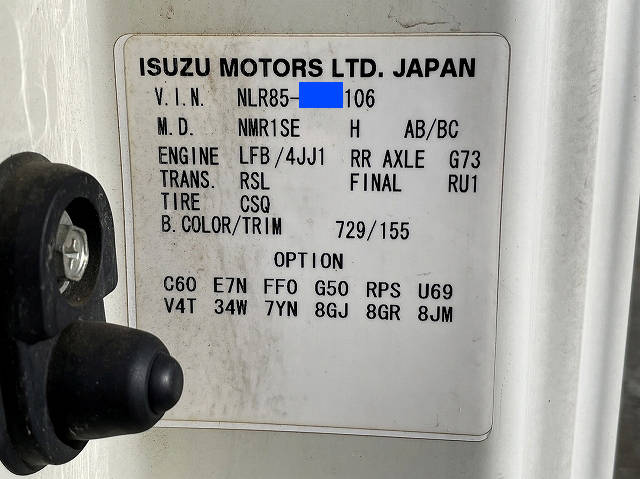 ISUZU MOTORS LTD. JAPAN
V.I.N. NLR85- 106
M.D. NMR1SE H AB/BC
ENGINE LFB/4JJ1 RR AXLE G73
TRANS. RSL FINAL RU1
TIRE CSQ
B.COLOR/TRIM 729/155
OPTION
C60 E7N FF0 G50 RPS U69
V4T 34W 7YN 8GJ 8GR 8JM